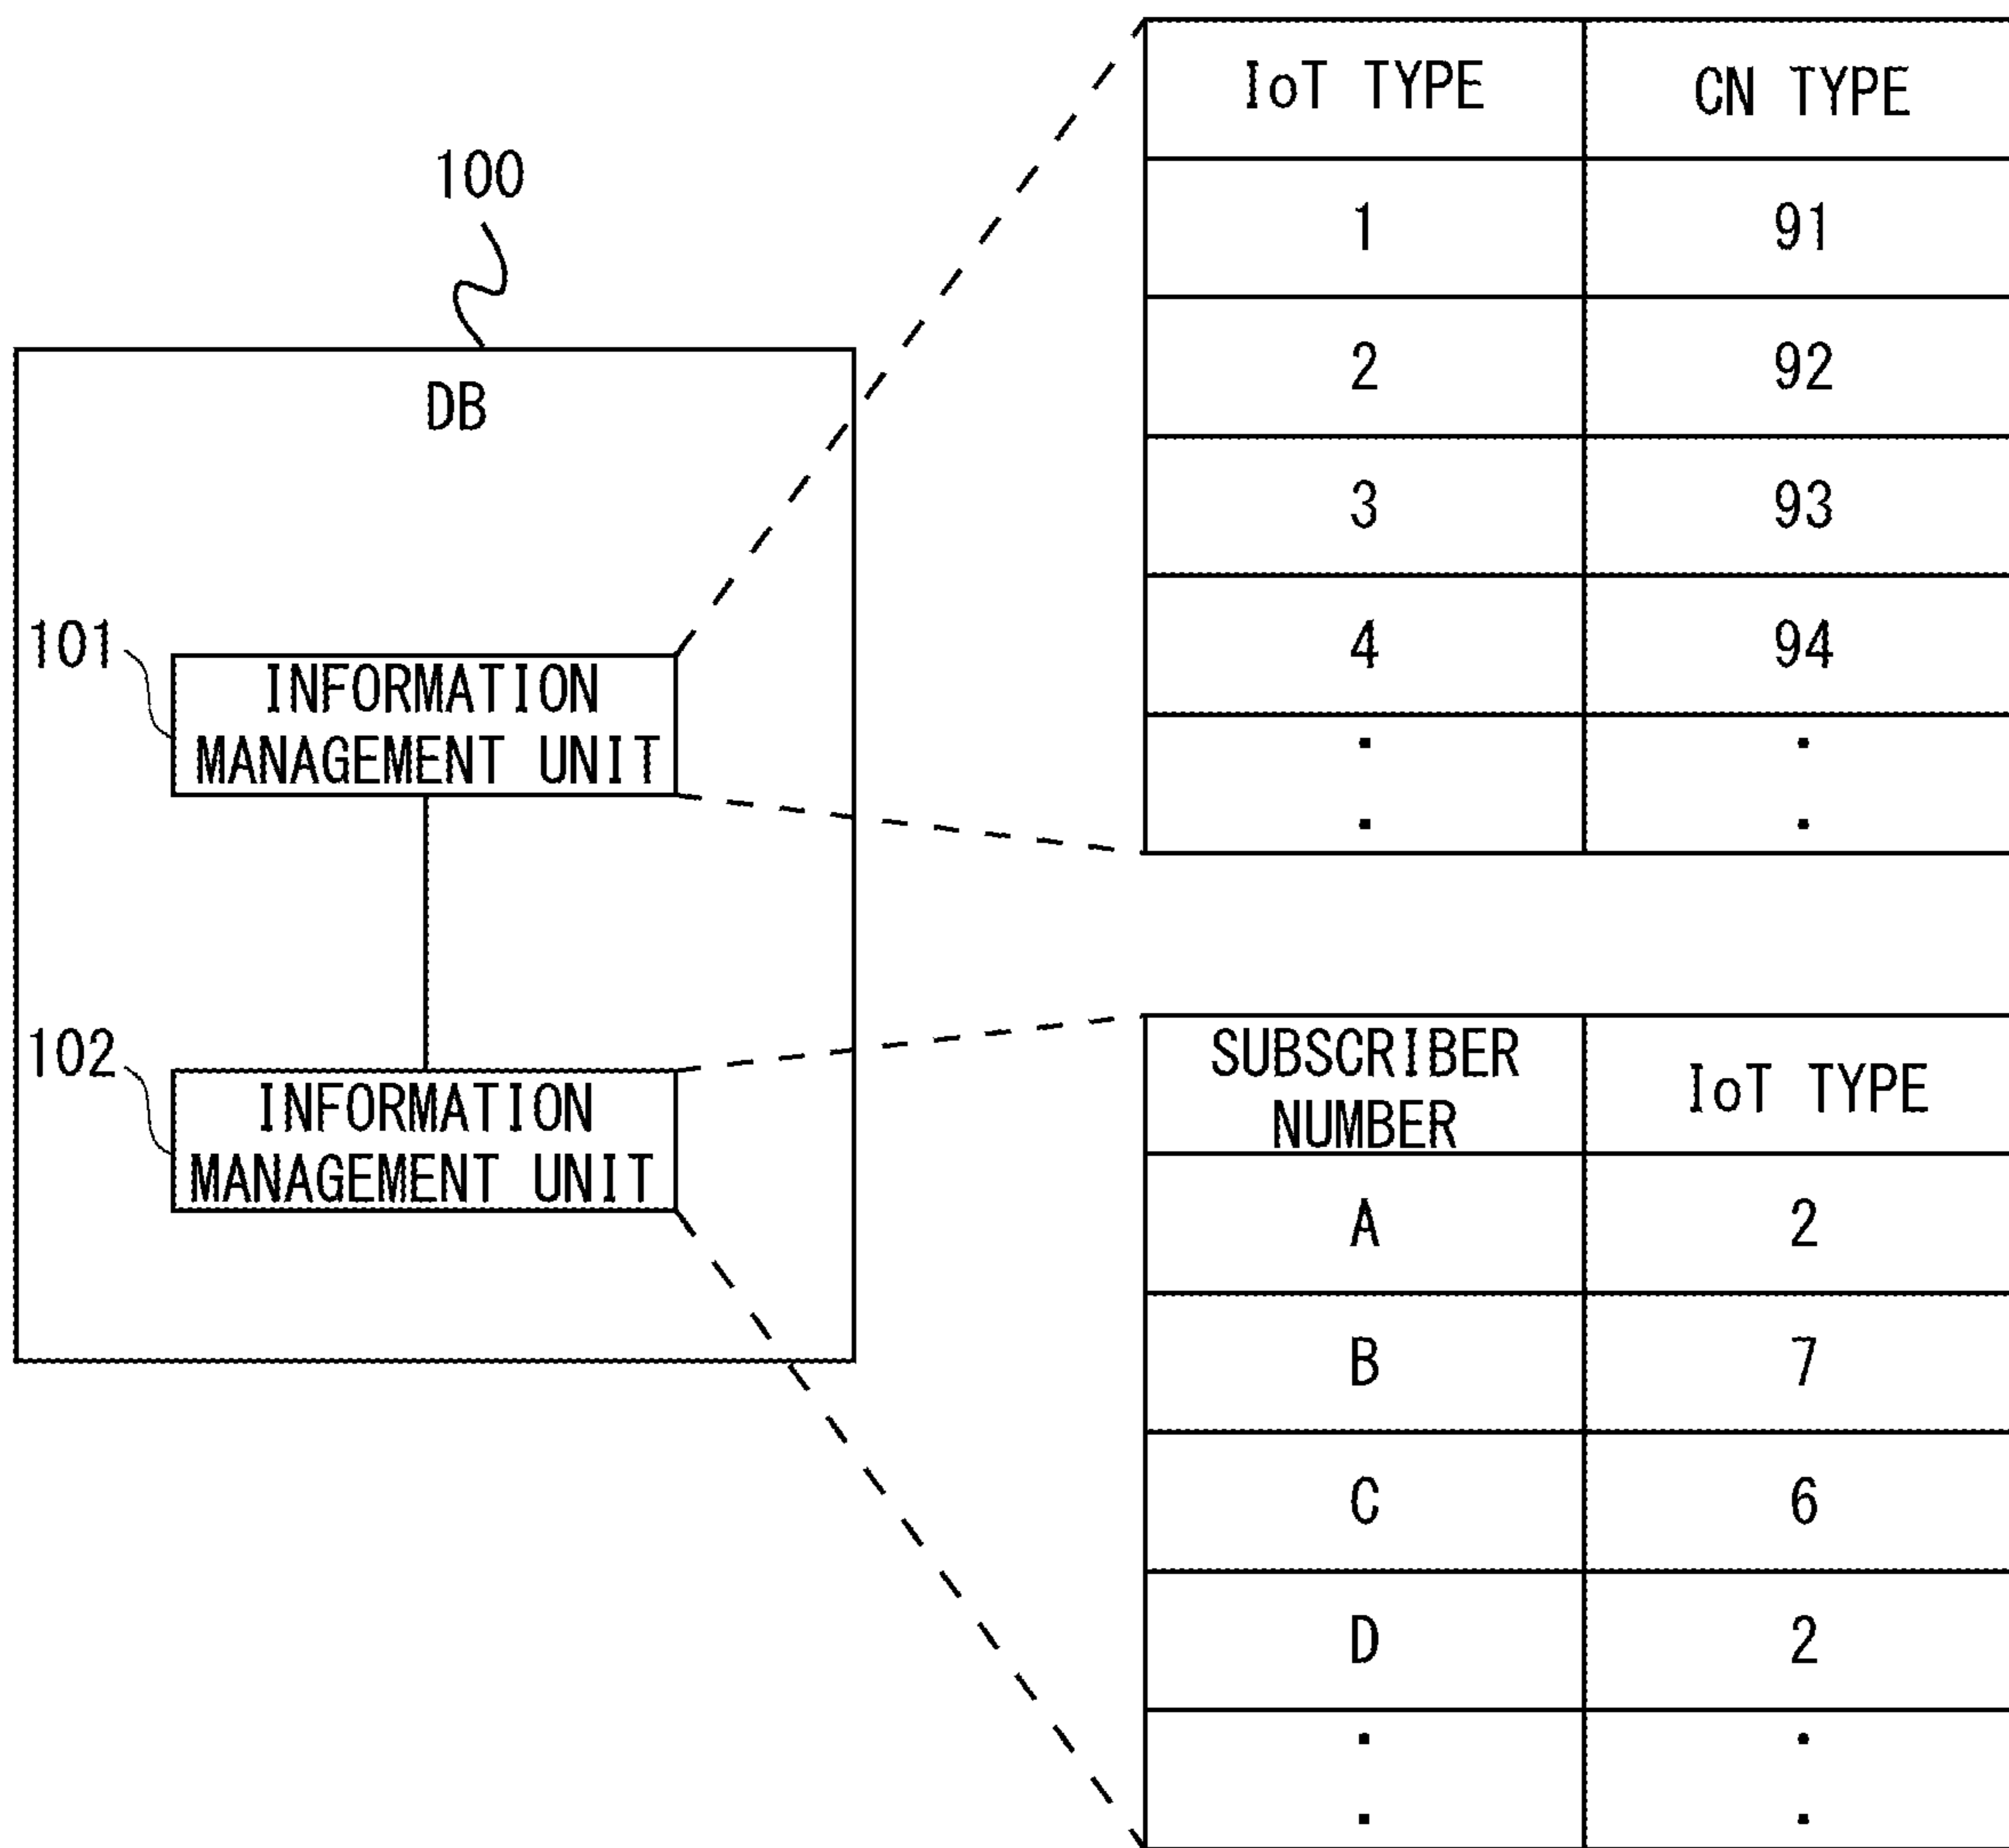 100
DB
101
INFORMATION
MANAGEMENT UNIT
102
INFORMATION
MANAGEMENT UNIT
IoT TYPE CN TYPE
1 91
2 92
3 93
4 94
. .
. .
SUBSCRIBER
NUMBER
IoT TYPE
A 2
B 7
C 6
D 2
. .
. .